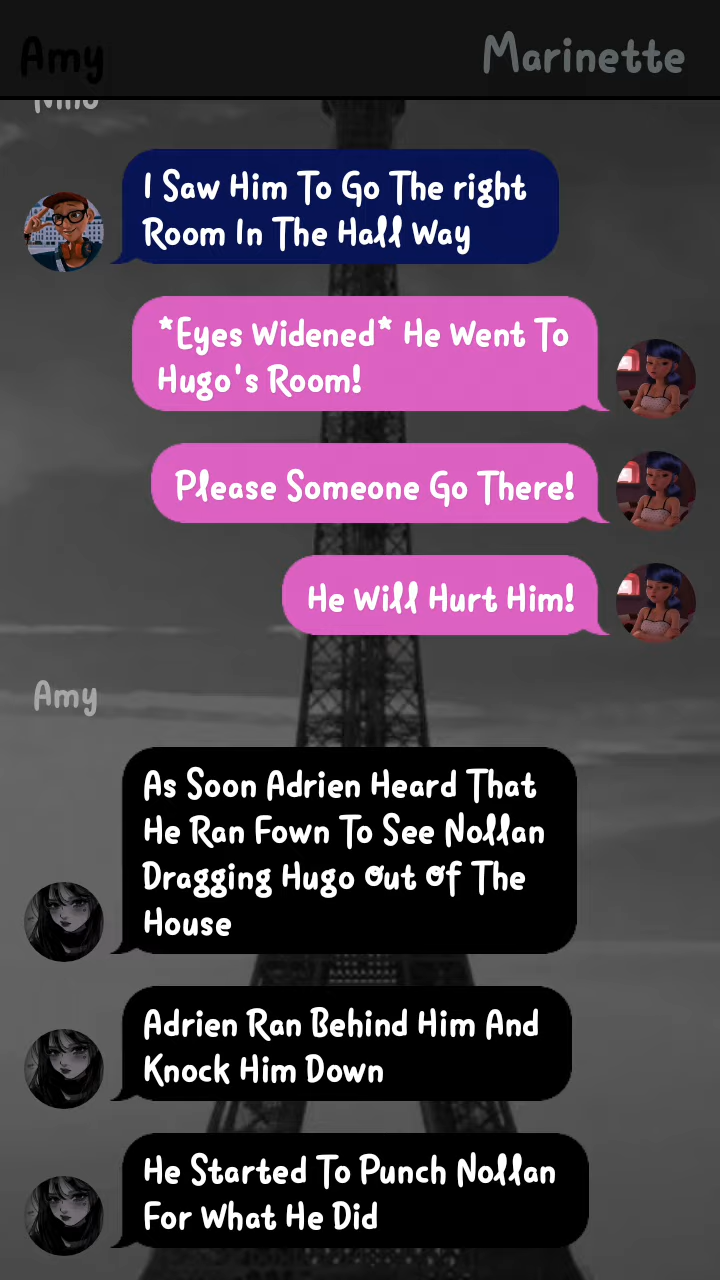 Amy
Marinette
Nino
I Saw Him To Go The right
Room In The Hall Way
*Eyes Widened* He Went To
Hugo's Room!
Please Someone Go There!
He Will Hurt Him!
Amy
As Soon Adrien Heard That
He Ran Fown To See Nollan
Dragging Hugo Out Of The
House
Adrien Ran Behind Him And
Knock Him Down
He Started To Punch Nollan
For What He Did